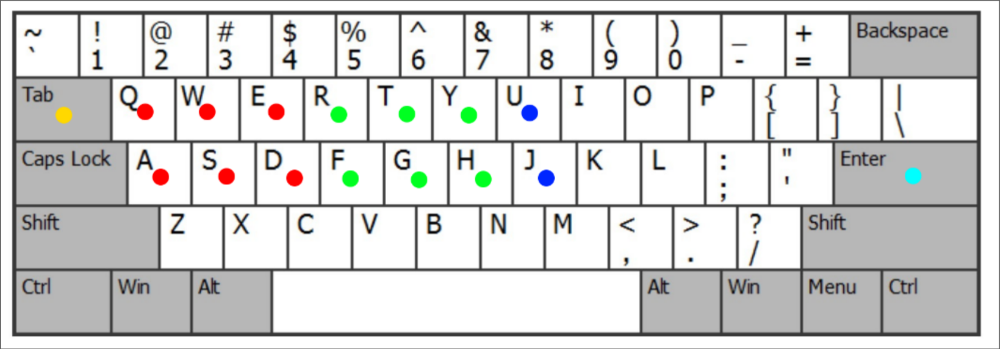 ~ ! @ # $ % ^ & * ( ) _ + Backspace
` 1 2 3 4 5 6 7 8 9 0 - =
Tab Q W E R T Y U I O P { } |
[ ] \
Caps Lock A S D F G H J K L : " Enter
; '
Shift Z X C V B N M < > ? Shift
, . /
Ctrl Win Alt Alt Win Menu Ctrl